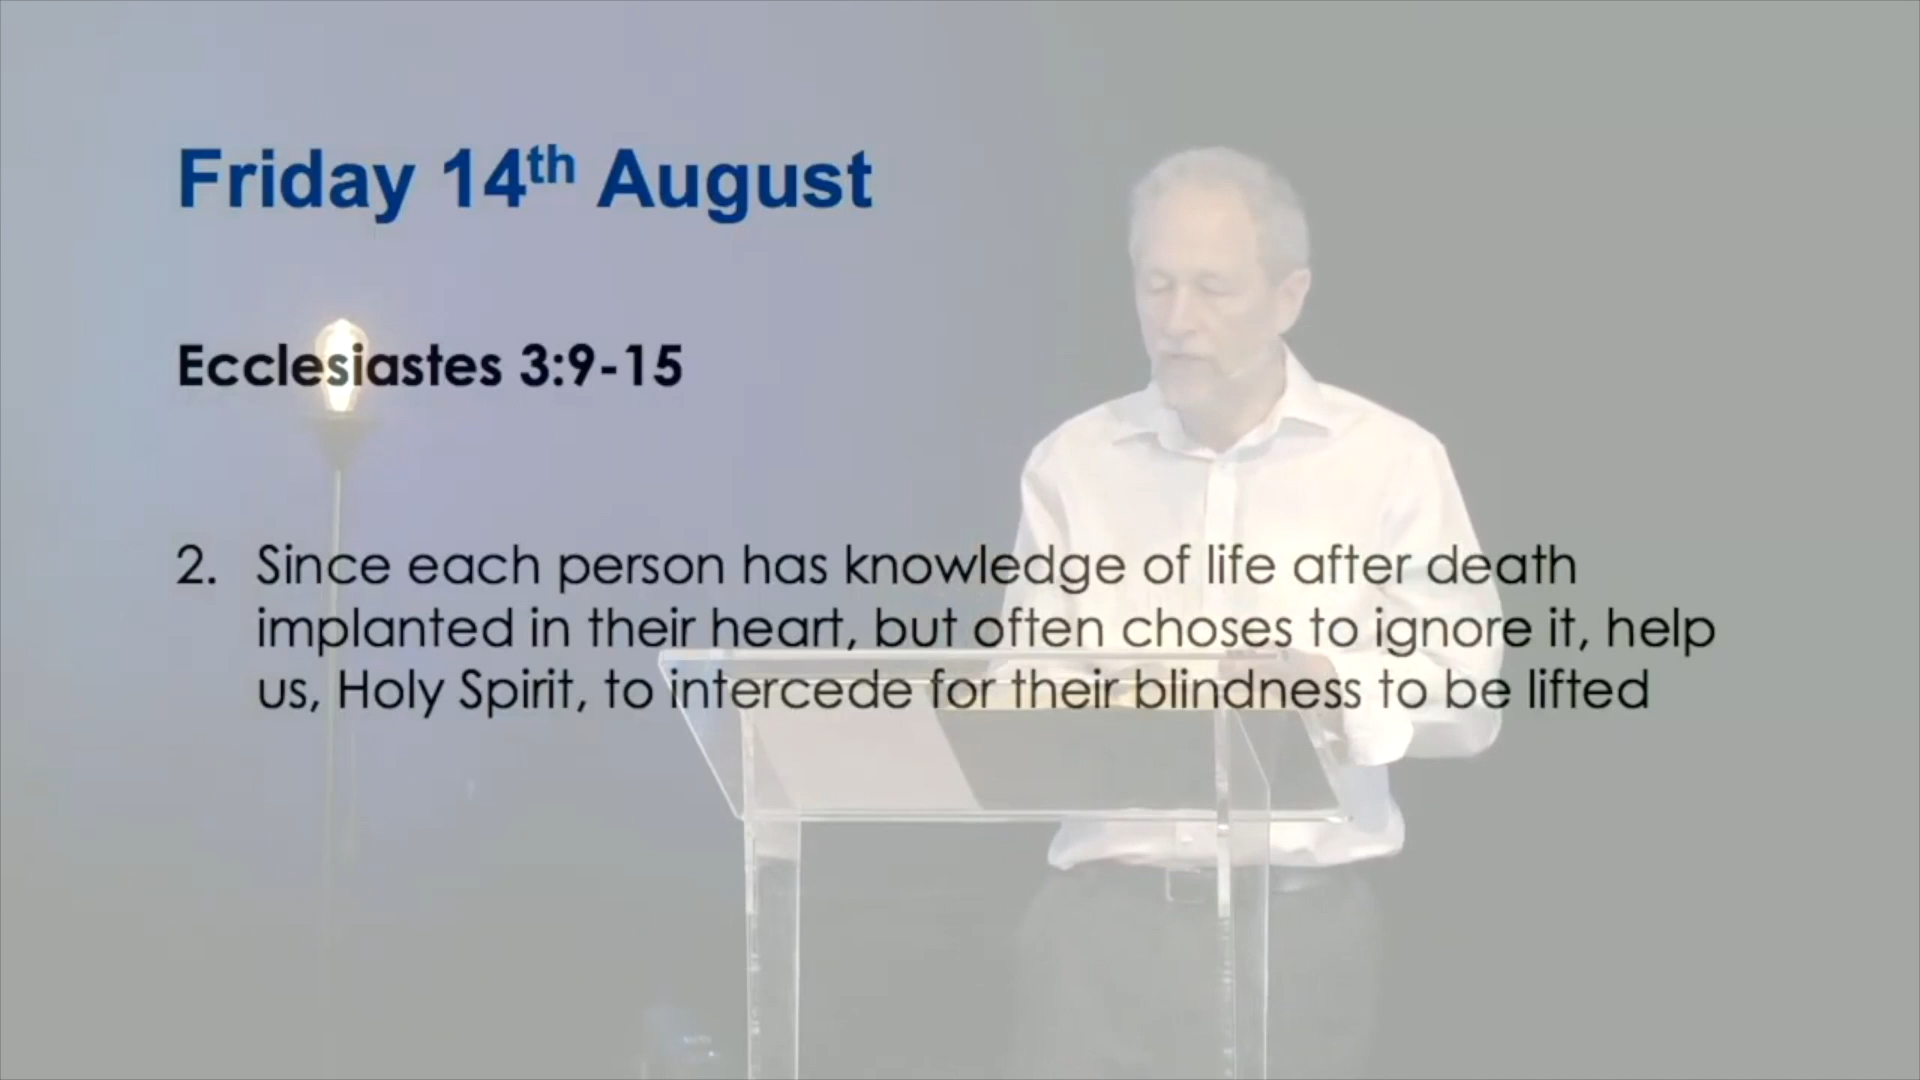 Friday 14th August
Ecclesiastes 3:9-15
2. Since each person has knowledge of life after death
implanted in their heart, but often choses to ignore it, help
us, Holy Spirit, to intercede for their blindness to be lifted